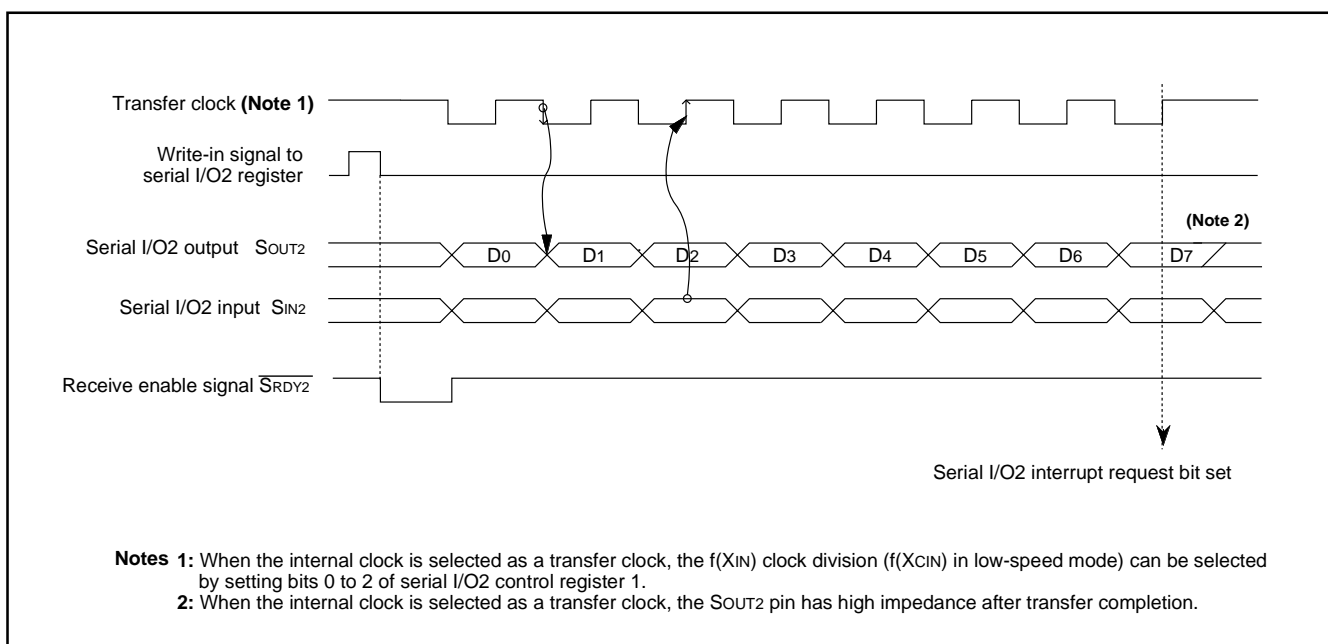 Transfer clock (Note 1)
Write-in signal to
serial I/O2 register
(Note 2)
Serial I/O2 output SOUT2
D0 D1 D2 D3 D4 D5 D6 D7
Serial I/O2 input SIN2
Receive enable signal SRDY2
Serial I/O2 interrupt request bit set
Notes 1: When the internal clock is selected as a transfer clock, the f(XIN) clock division (f(XCIN) in low-speed mode) can be selected
by setting bits 0 to 2 of serial I/O2 control register 1.
2: When the internal clock is selected as a transfer clock, the SOUT2 pin has high impedance after transfer completion.